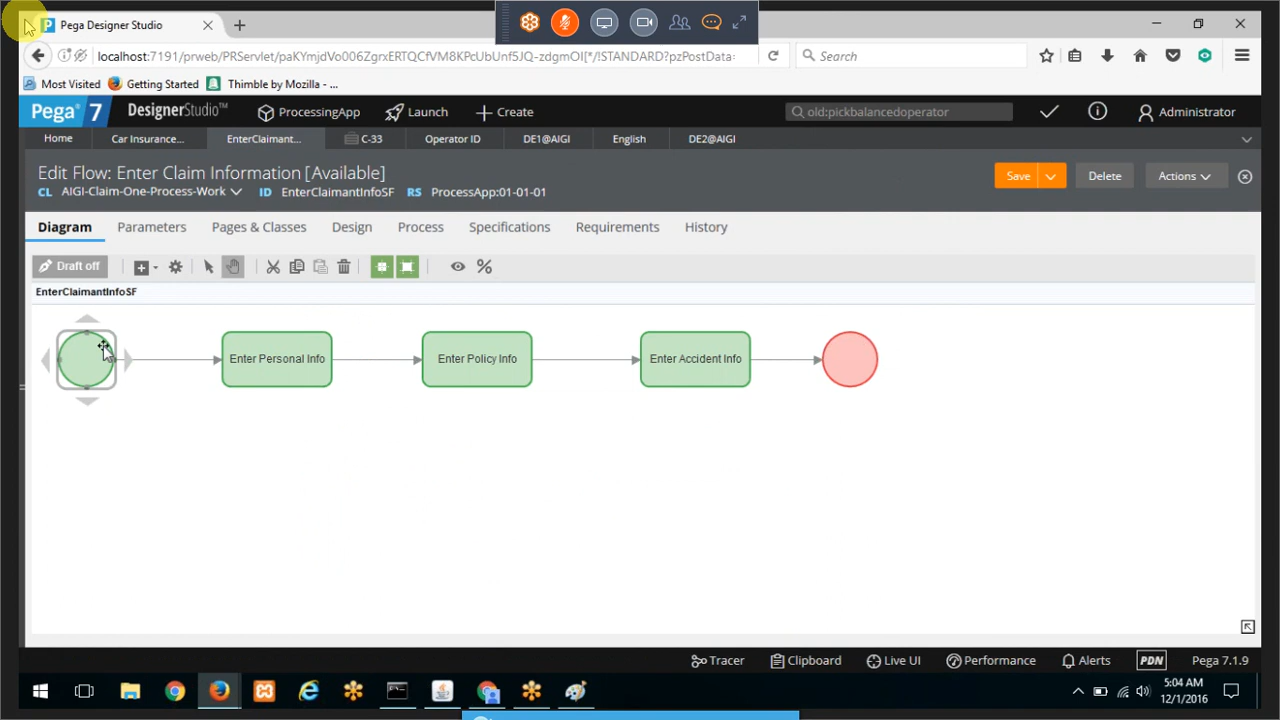 Pega Designer Studio
localhost:7191/prweb/PRServlet/paKYmjdVo006ZgrxERTQCfVM8KPcUbUnf5JQ-zdgmOI[*/!STANDARD?pzPostData=
Search
Most Visited
Getting Started
Thimble by Mozilla - ...
Pega 7
DesignerStudio™
ProcessingApp
Launch
Create
old:pickbalancedoperator
Administrator
Home
Car Insurance...
EnterClaimant...
C-33
Operator ID
DE1@AIGI
English
DE2@AIGI
Edit Flow: Enter Claim Information [Available]
CL AIGI-Claim-One-Process-Work ID EnterClaimantInfoSF RS ProcessApp:01-01-01
Save
Delete
Actions
Diagram
Parameters
Pages & Classes
Design
Process
Specifications
Requirements
History
Draft off
EnterClaimantInfoSF
Enter Personal Info
Enter Policy Info
Enter Accident Info
Tracer
Clipboard
Live UI
Performance
Alerts
PDN
Pega 7.1.9
5:04 AM
12/1/2016